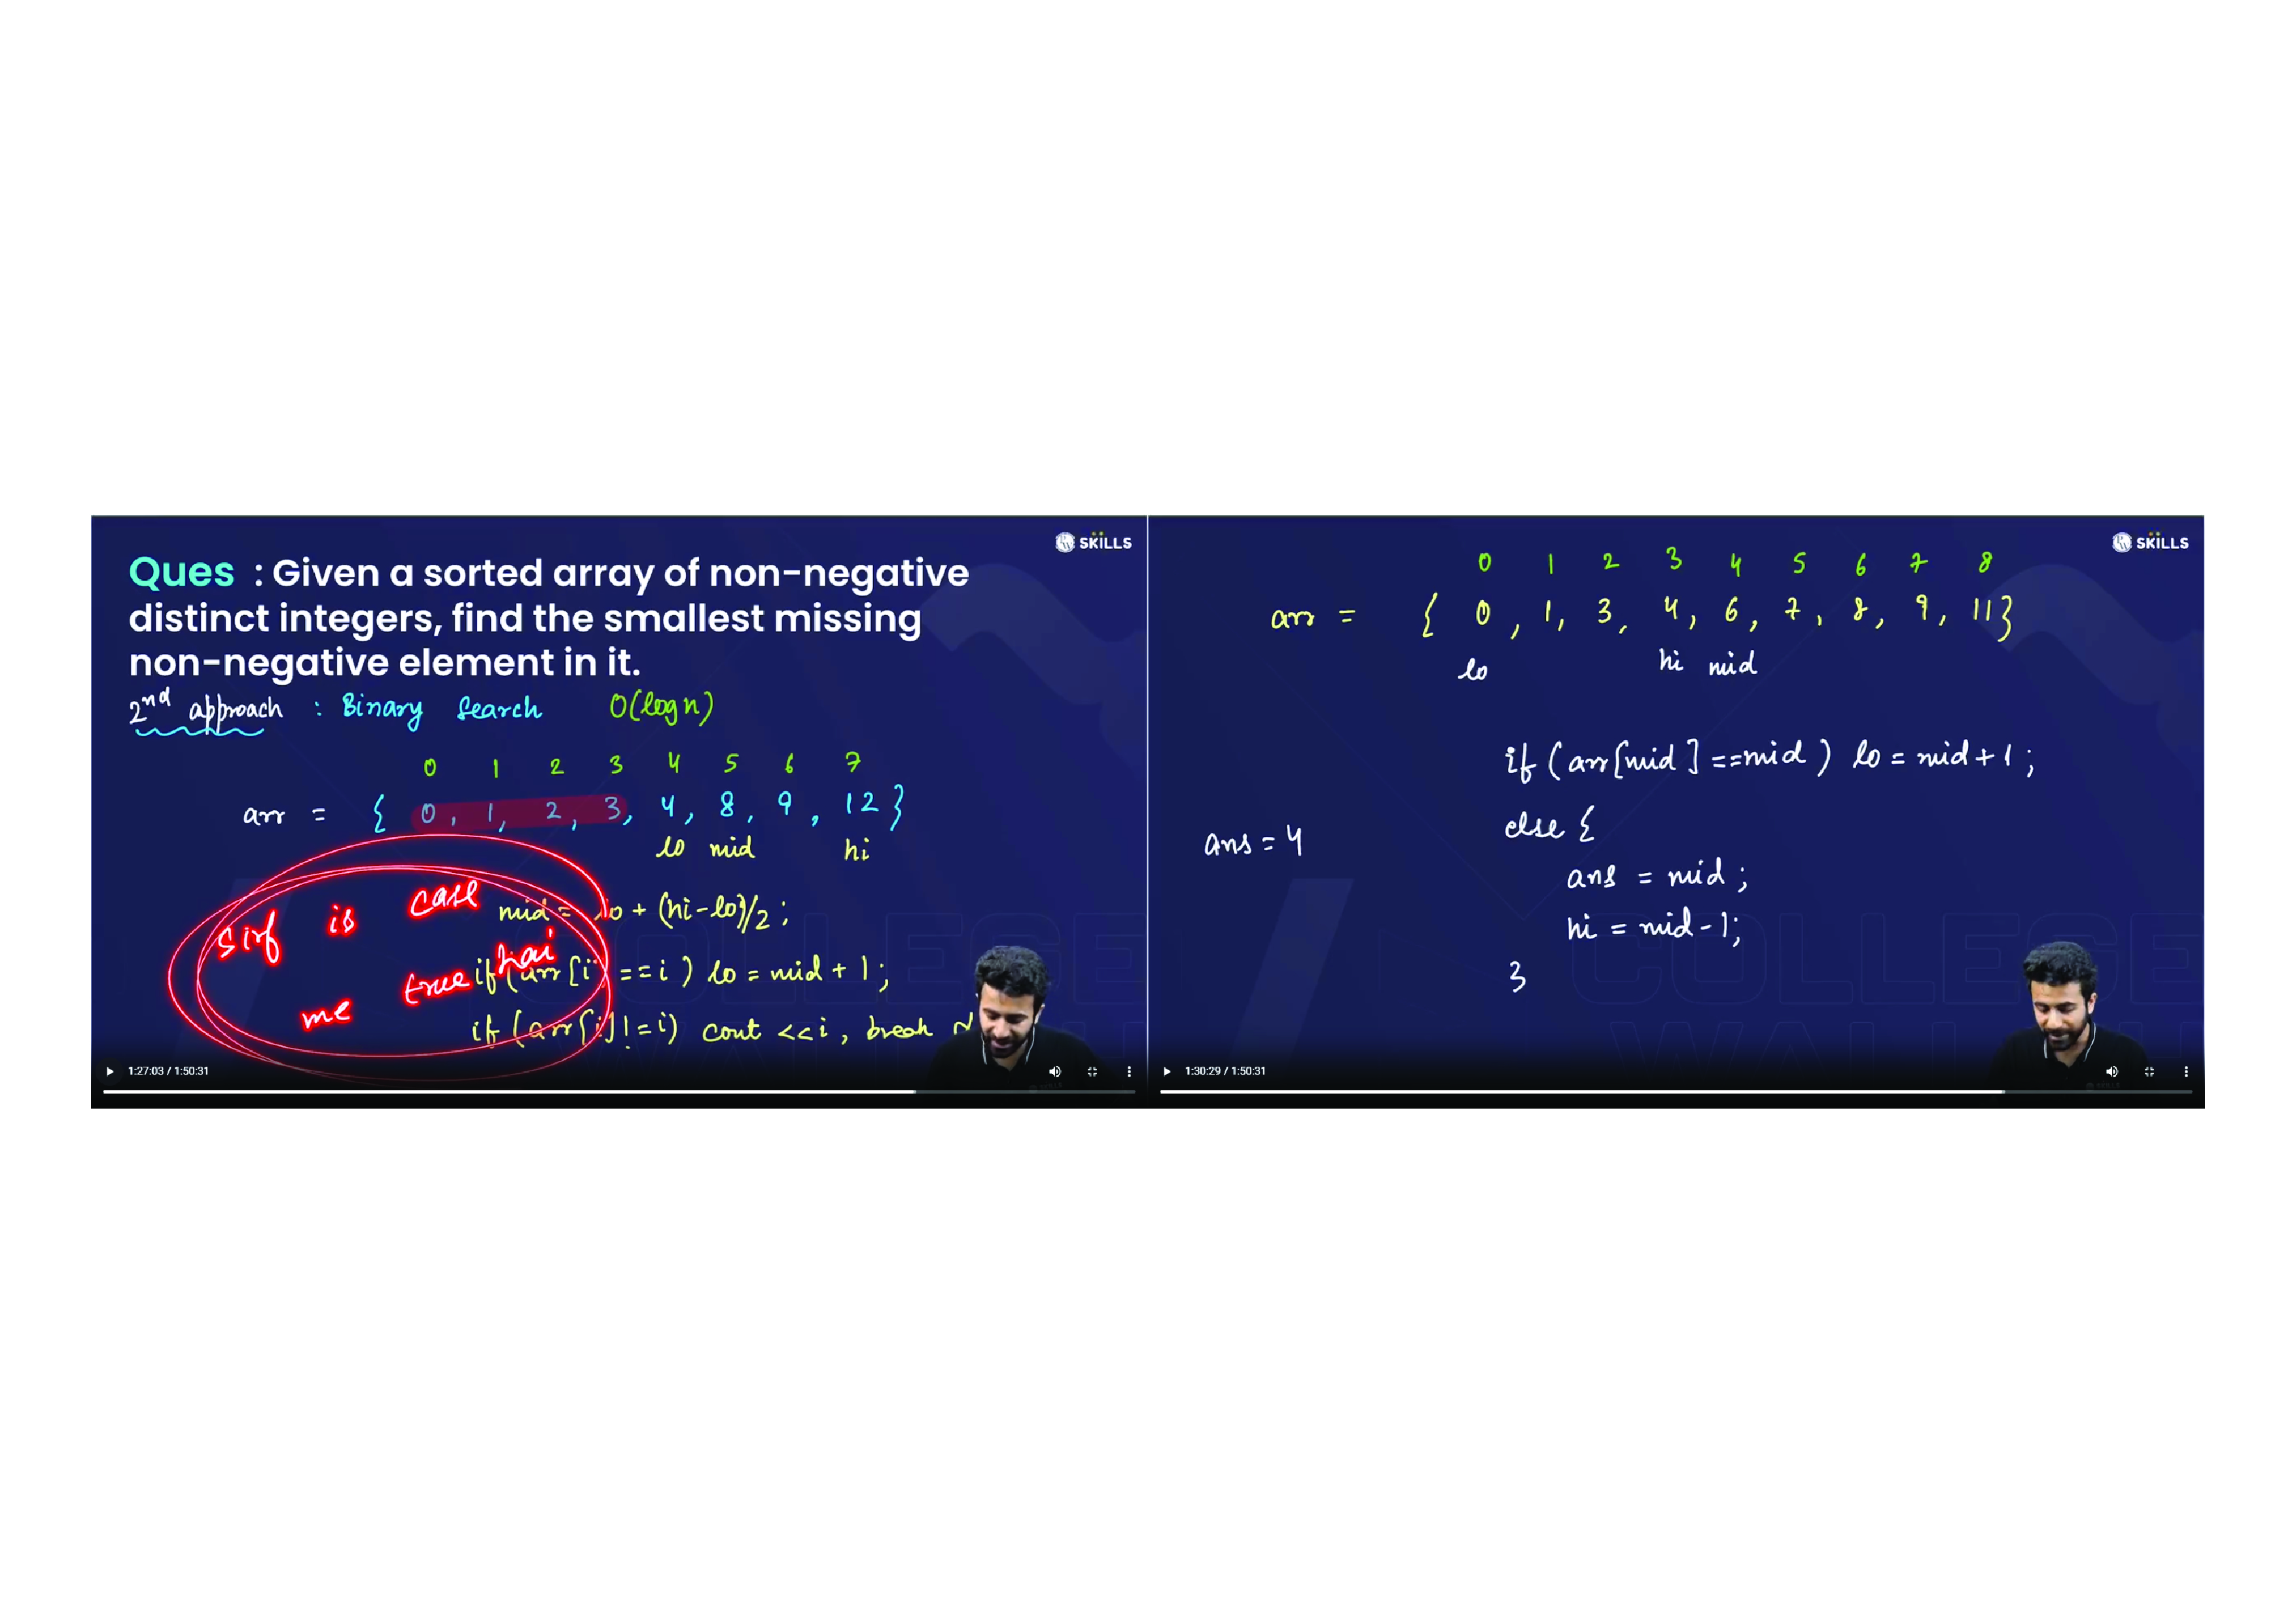 SKILLS
Ques : Given a sorted array of non-negative
distinct integers, find the smallest missing
non-negative element in it.
2nd approach : Binary Search O(log n)
0 1 2 3 4 5 6 7
arr = { 0, 1, 2, 3, 4, 8, 9, 12 }
lo mid hi
sirf is case
me true hai
mid = lo + (hi-lo)/2 ;
if (arr[i] == i ) lo = mid + 1 ;
if (arr[i] != i) cout << i , break
COLLEGE
WALLAH
1:27:03 / 1:50:31
SKILLS
0 1 2 3 4 5 6 7 8
arr = { 0, 1, 3, 4, 6, 7, 8, 9, 11}
lo hi mid
if (arr[mid] == mid ) lo = mid + 1 ;
else {
ans = 4
ans = mid ;
hi = mid - 1;
}
COLLEGE
WALLAH
1:30:29 / 1:50:31